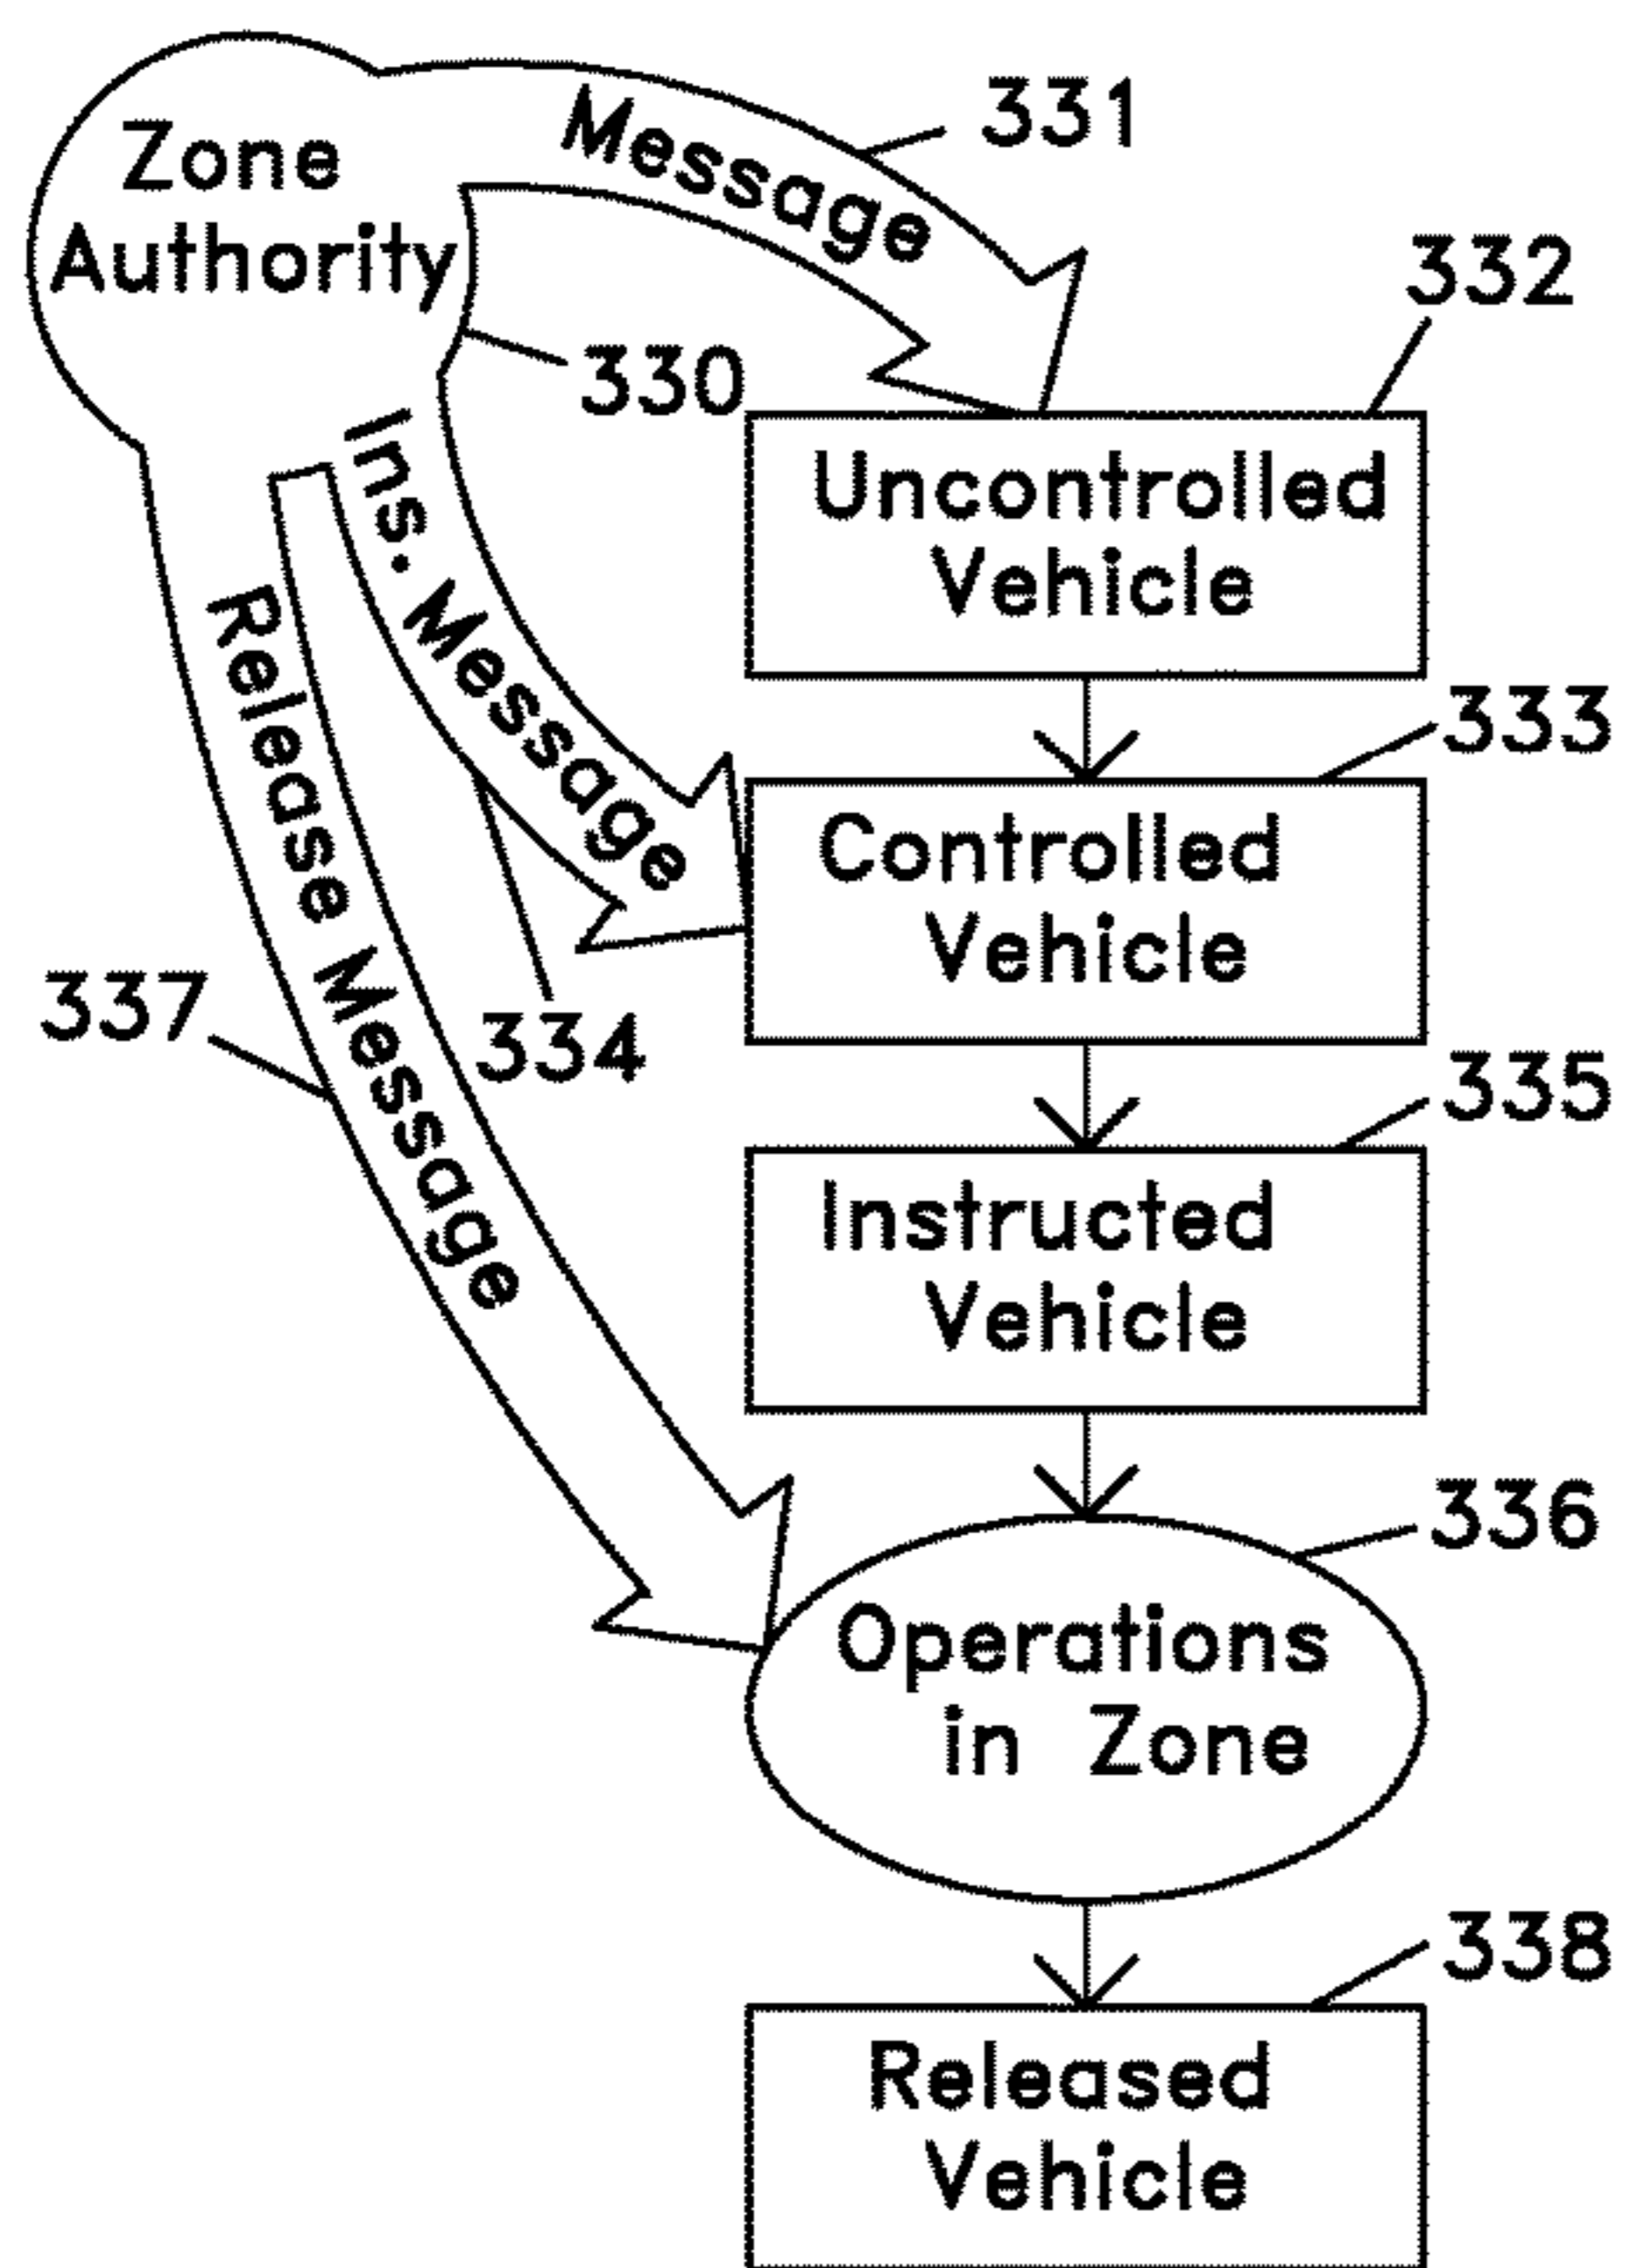 Zone
Authority
Message
331
332
330
Uncontrolled
Vehicle
Ins. Message
333
Controlled
Vehicle
Release Message
337
334
335
Instructed
Vehicle
336
Operations
in Zone
338
Released
Vehicle